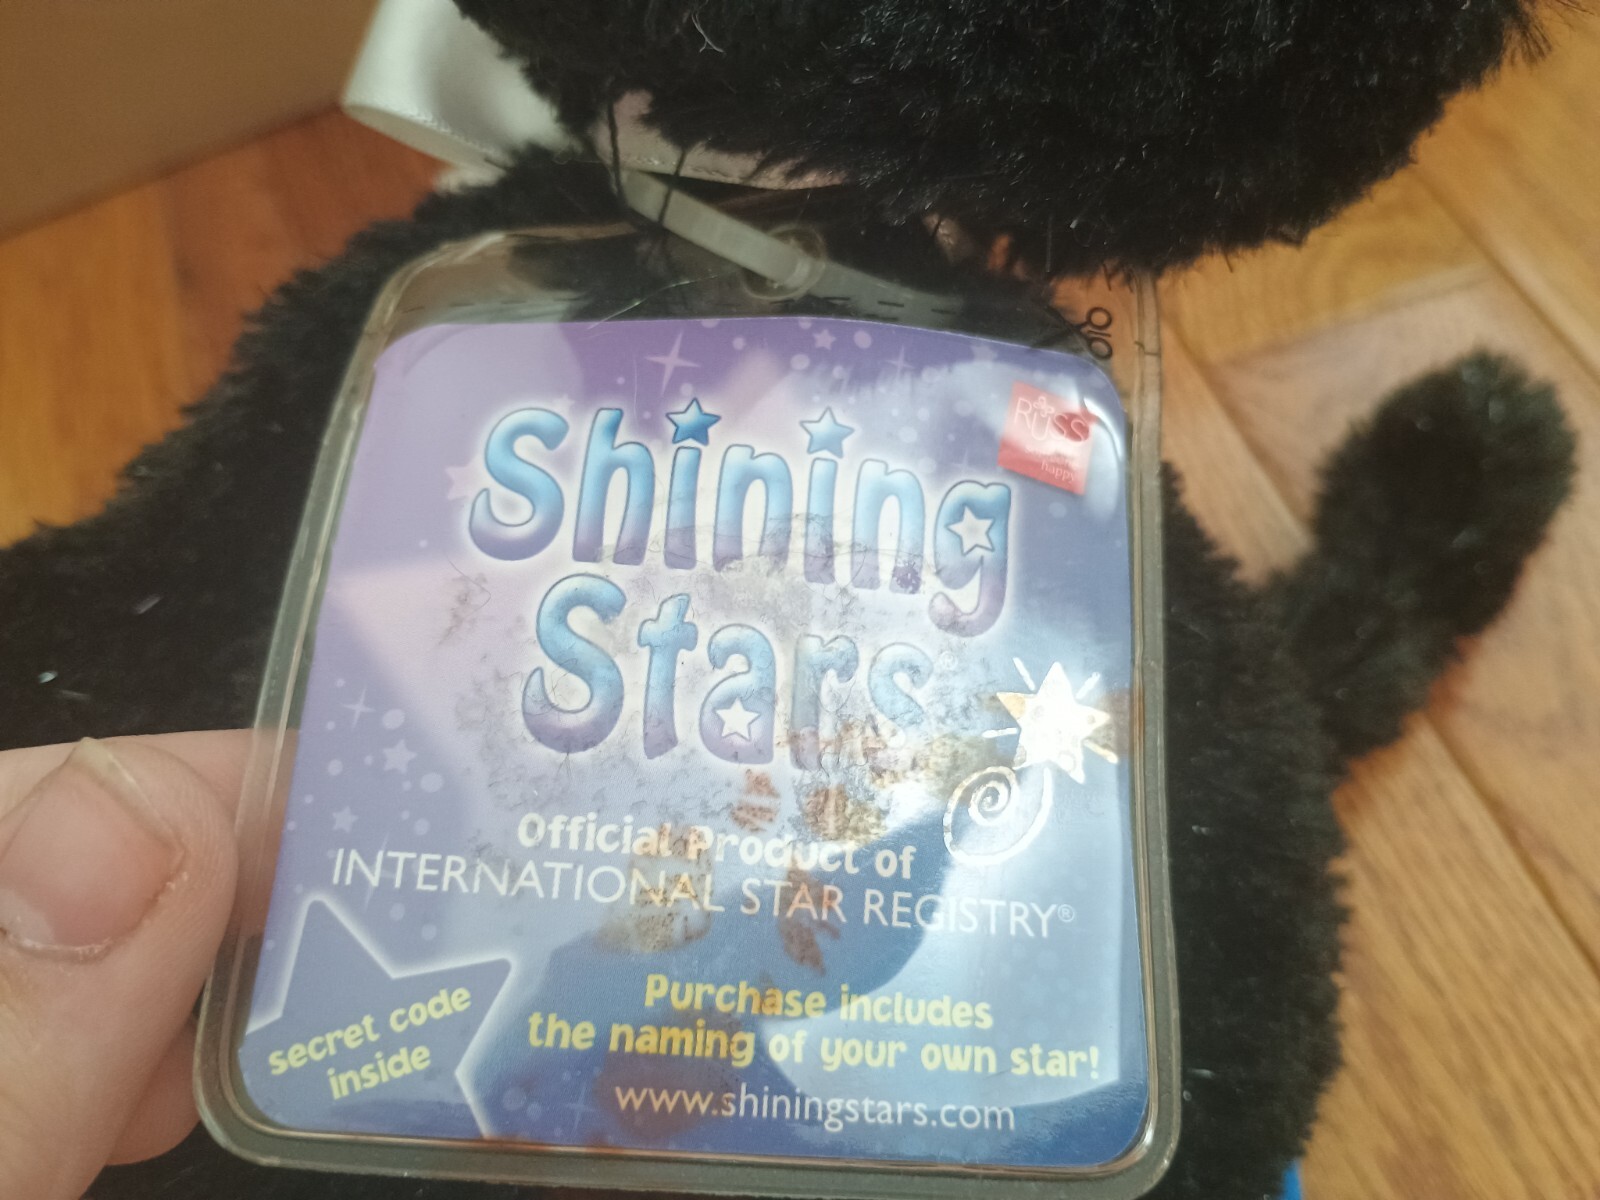 Shining
Stars®
RUSS
happy
Official Product of
INTERNATIONAL STAR REGISTRY®
secret code
inside
Purchase includes
the naming of your own star!
www.shiningstars.com